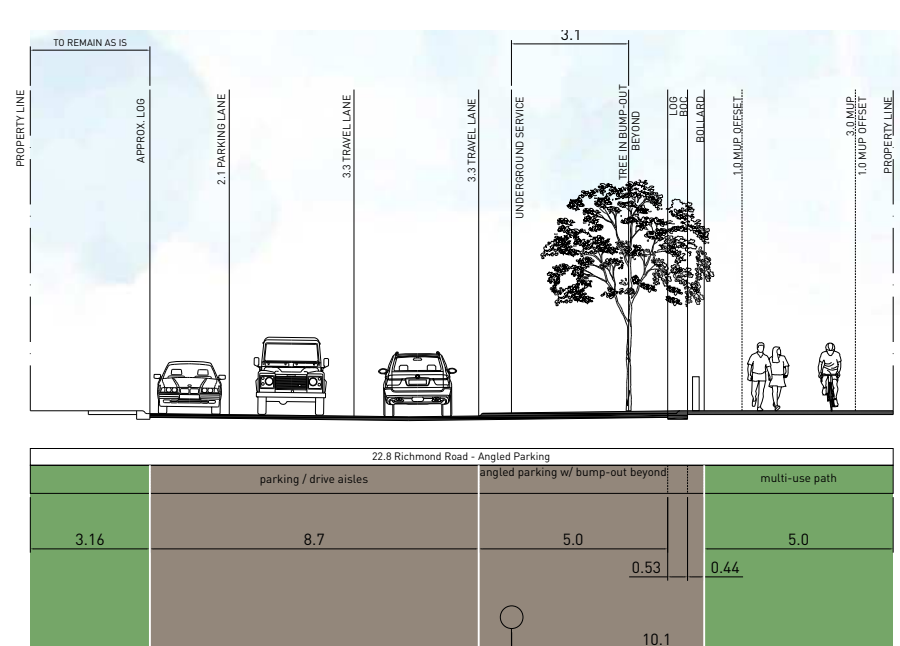 3.1
TO REMAIN AS IS
PROPERTY LINE
APPROX. LOG
2.1 PARKING LANE
3.3 TRAVEL LANE
3.3 TRAVEL LANE
UNDERGROUND SERVICE
TREE IN BUMP-OUT
BEYOND
LOG
BOC
BOLLARD
1.0 MUP OFFSET
3.0 MUP
1.0 MUP OFFSET
PROPERTY LINE
22.8 Richmond Road - Angled Parking
parking / drive aisles
angled parking w/ bump-out beyond
multi-use path
3.16
8.7
5.0
5.0
0.53
0.44
10.1